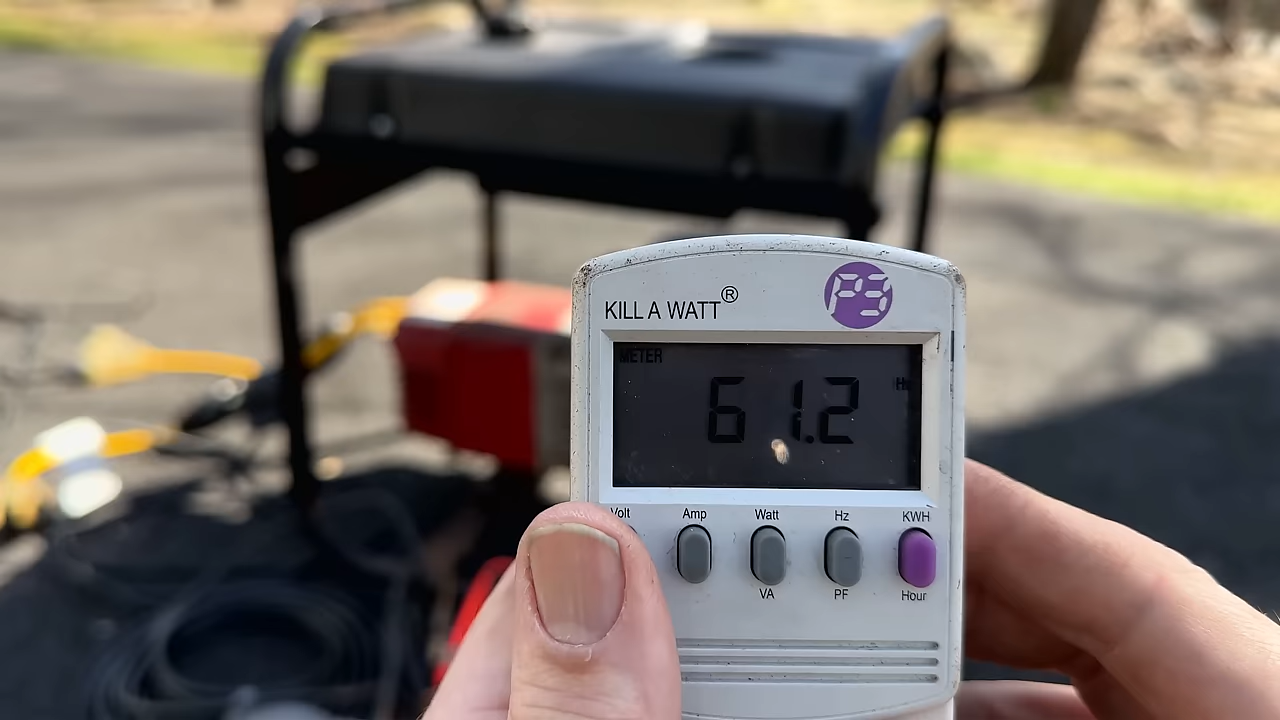 KILL A WATT®
P3
METER
61.2
Hz
Volt Amp Watt Hz KWH
VA PF Hour